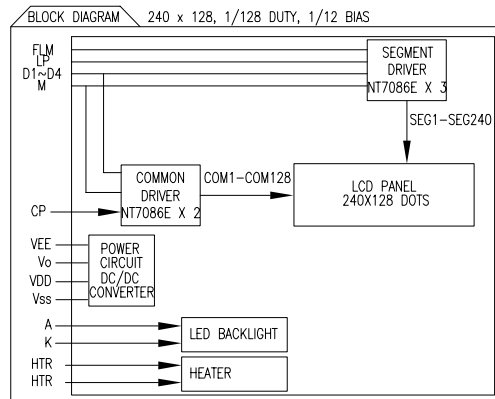 BLOCK DIAGRAM 240 x 128, 1/128 DUTY, 1/12 BIAS
FLM
LP
D1~D4
M
SEGMENT
DRIVER
NT7086E X 3
SEG1-SEG240
COMMON
DRIVER
NT7086E X 2
COM1-COM128
LCD PANEL
240X128 DOTS
CP
VEE
Vo
VDD
Vss
POWER
CIRCUIT
DC/DC
CONVERTER
A
K
LED BACKLIGHT
HTR
HTR
HEATER